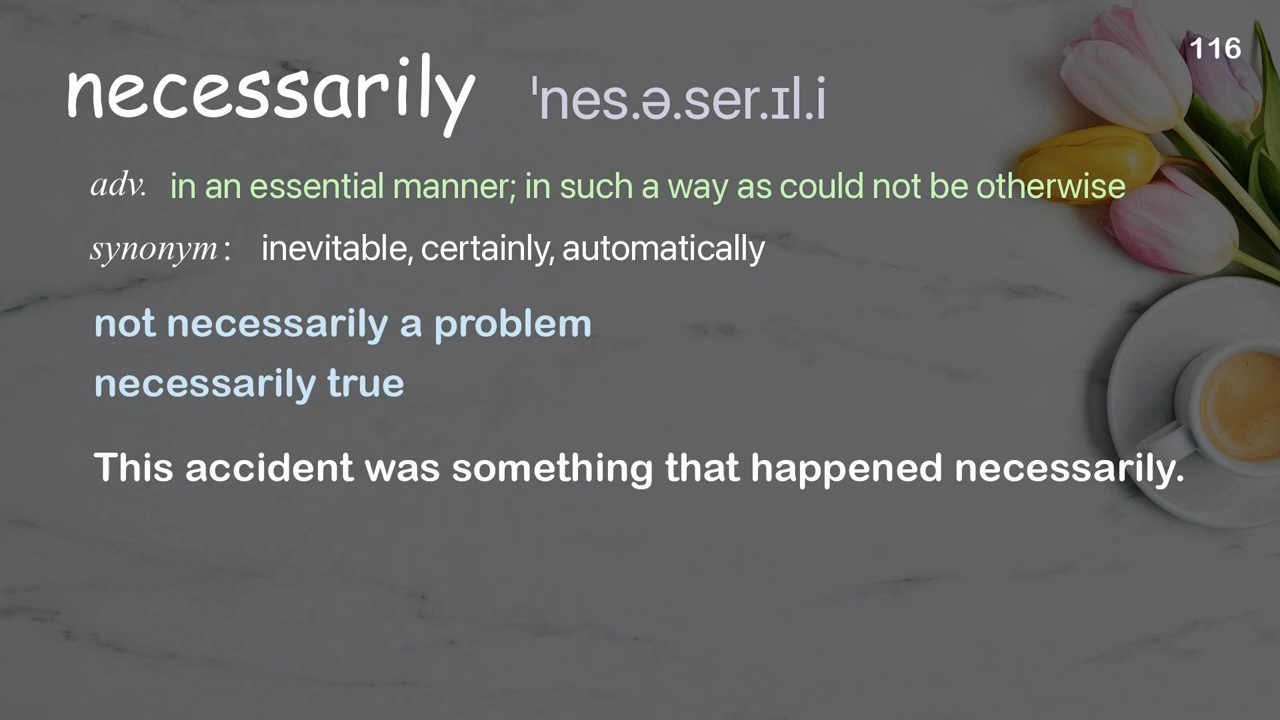 116
necessarily ˈnes.ə.ser.ɪl.i
adv. in an essential manner; in such a way as could not be otherwise
synonym: inevitable, certainly, automatically
not necessarily a problem
necessarily true
This accident was something that happened necessarily.